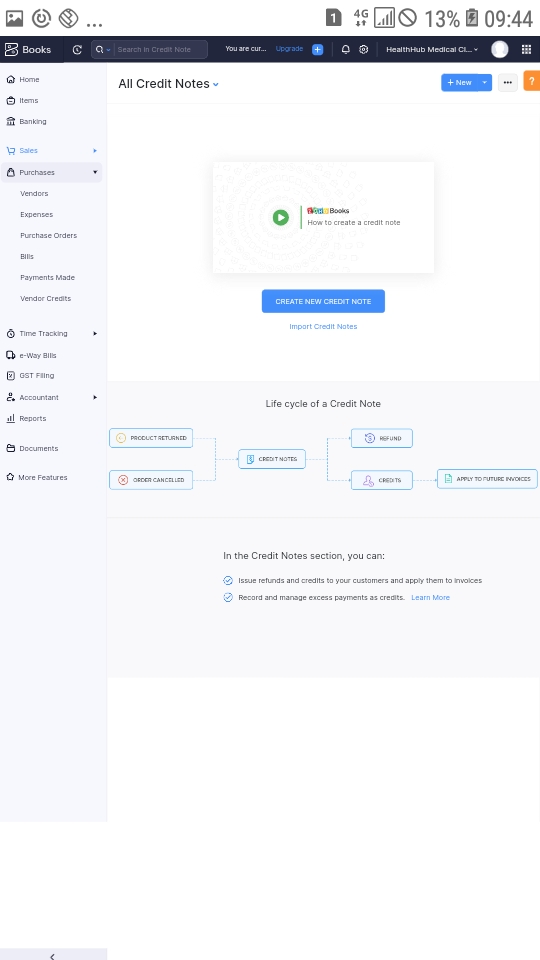 1 4G 13% 09:44
Books Search in Credit Note You are cur... Upgrade HealthHub Medical Cl...
Home
Items
Banking
Sales
Purchases
Vendors
Expenses
Purchase Orders
Bills
Payments Made
Vendor Credits
Time Tracking
e-Way Bills
GST Filing
Accountant
Reports
Documents
More Features
All Credit Notes
+ New
...
?
Books
How to create a credit note
CREATE NEW CREDIT NOTE
Import Credit Notes
Life cycle of a Credit Note
PRODUCT RETURNED
REFUND
CREDIT NOTES
ORDER CANCELLED
CREDITS
APPLY TO FUTURE INVOICES
In the Credit Notes section, you can:
Issue refunds and credits to your customers and apply them to invoices
Record and manage excess payments as credits. Learn More